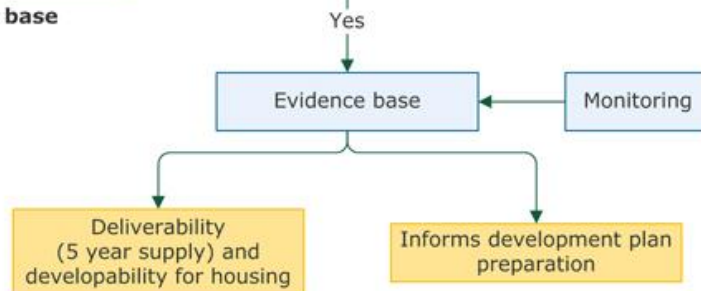 base
Yes
Evidence base
Monitoring
Deliverability
(5 year supply) and
developability for housing
Informs development plan
preparation